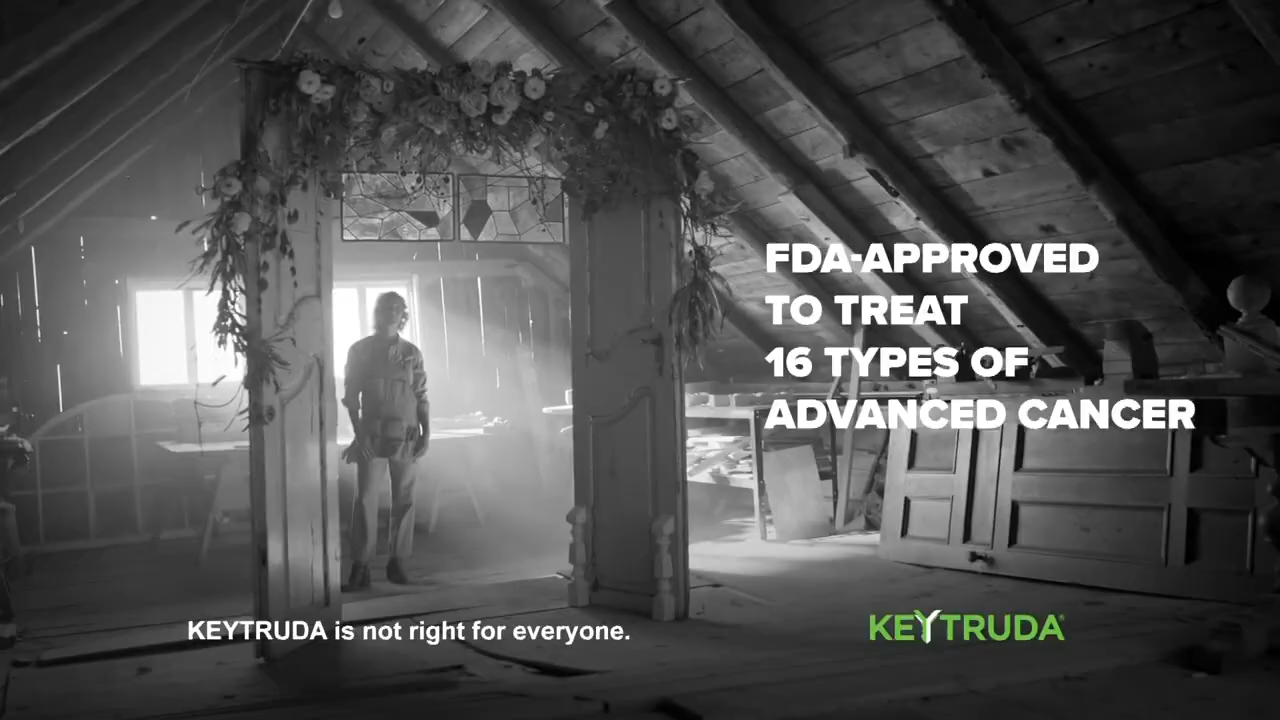 FDA-APPROVED
TO TREAT
16 TYPES OF
ADVANCED CANCER
KEYTRUDA is not right for everyone.
KEYTRUDA®